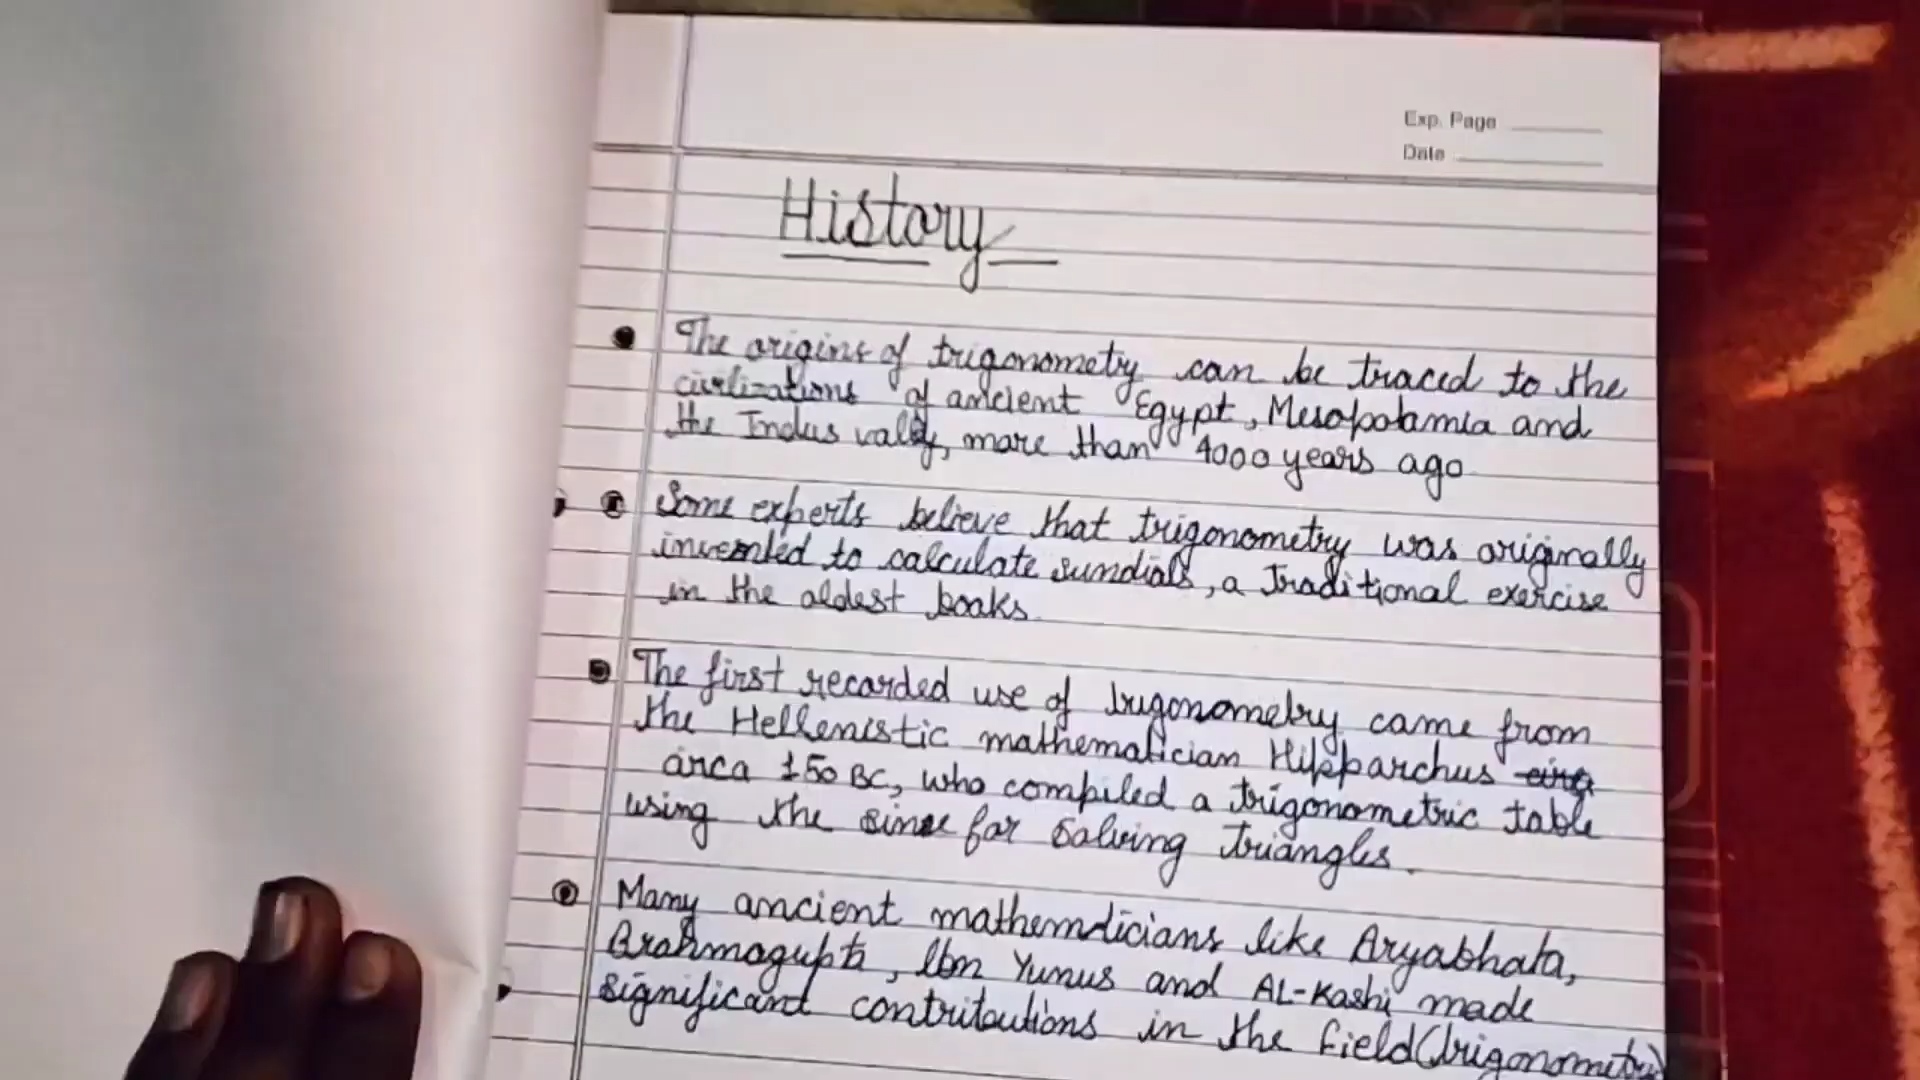 Exp. Page
Date
History
The origins of trigonometry can be traced to the
civilizations of ancient Egypt, Mesopotamia and
the Indus valley, more than 4000 years ago
Some experts believe that trigonometry was originally
invented to calculate sundials, a traditional exercise
in the oldest books.
The first recorded use of trigonometry came from
the Hellenistic mathematician Hipparchus
circa 150 BC, who compiled a trigonometric table
using the sine for solving triangles.
Many ancient mathemdicians like Aryabhata,
Brahmagupta, Ibn Yunus and AL-Kashi made
significant contributions in the field (trigonometry)